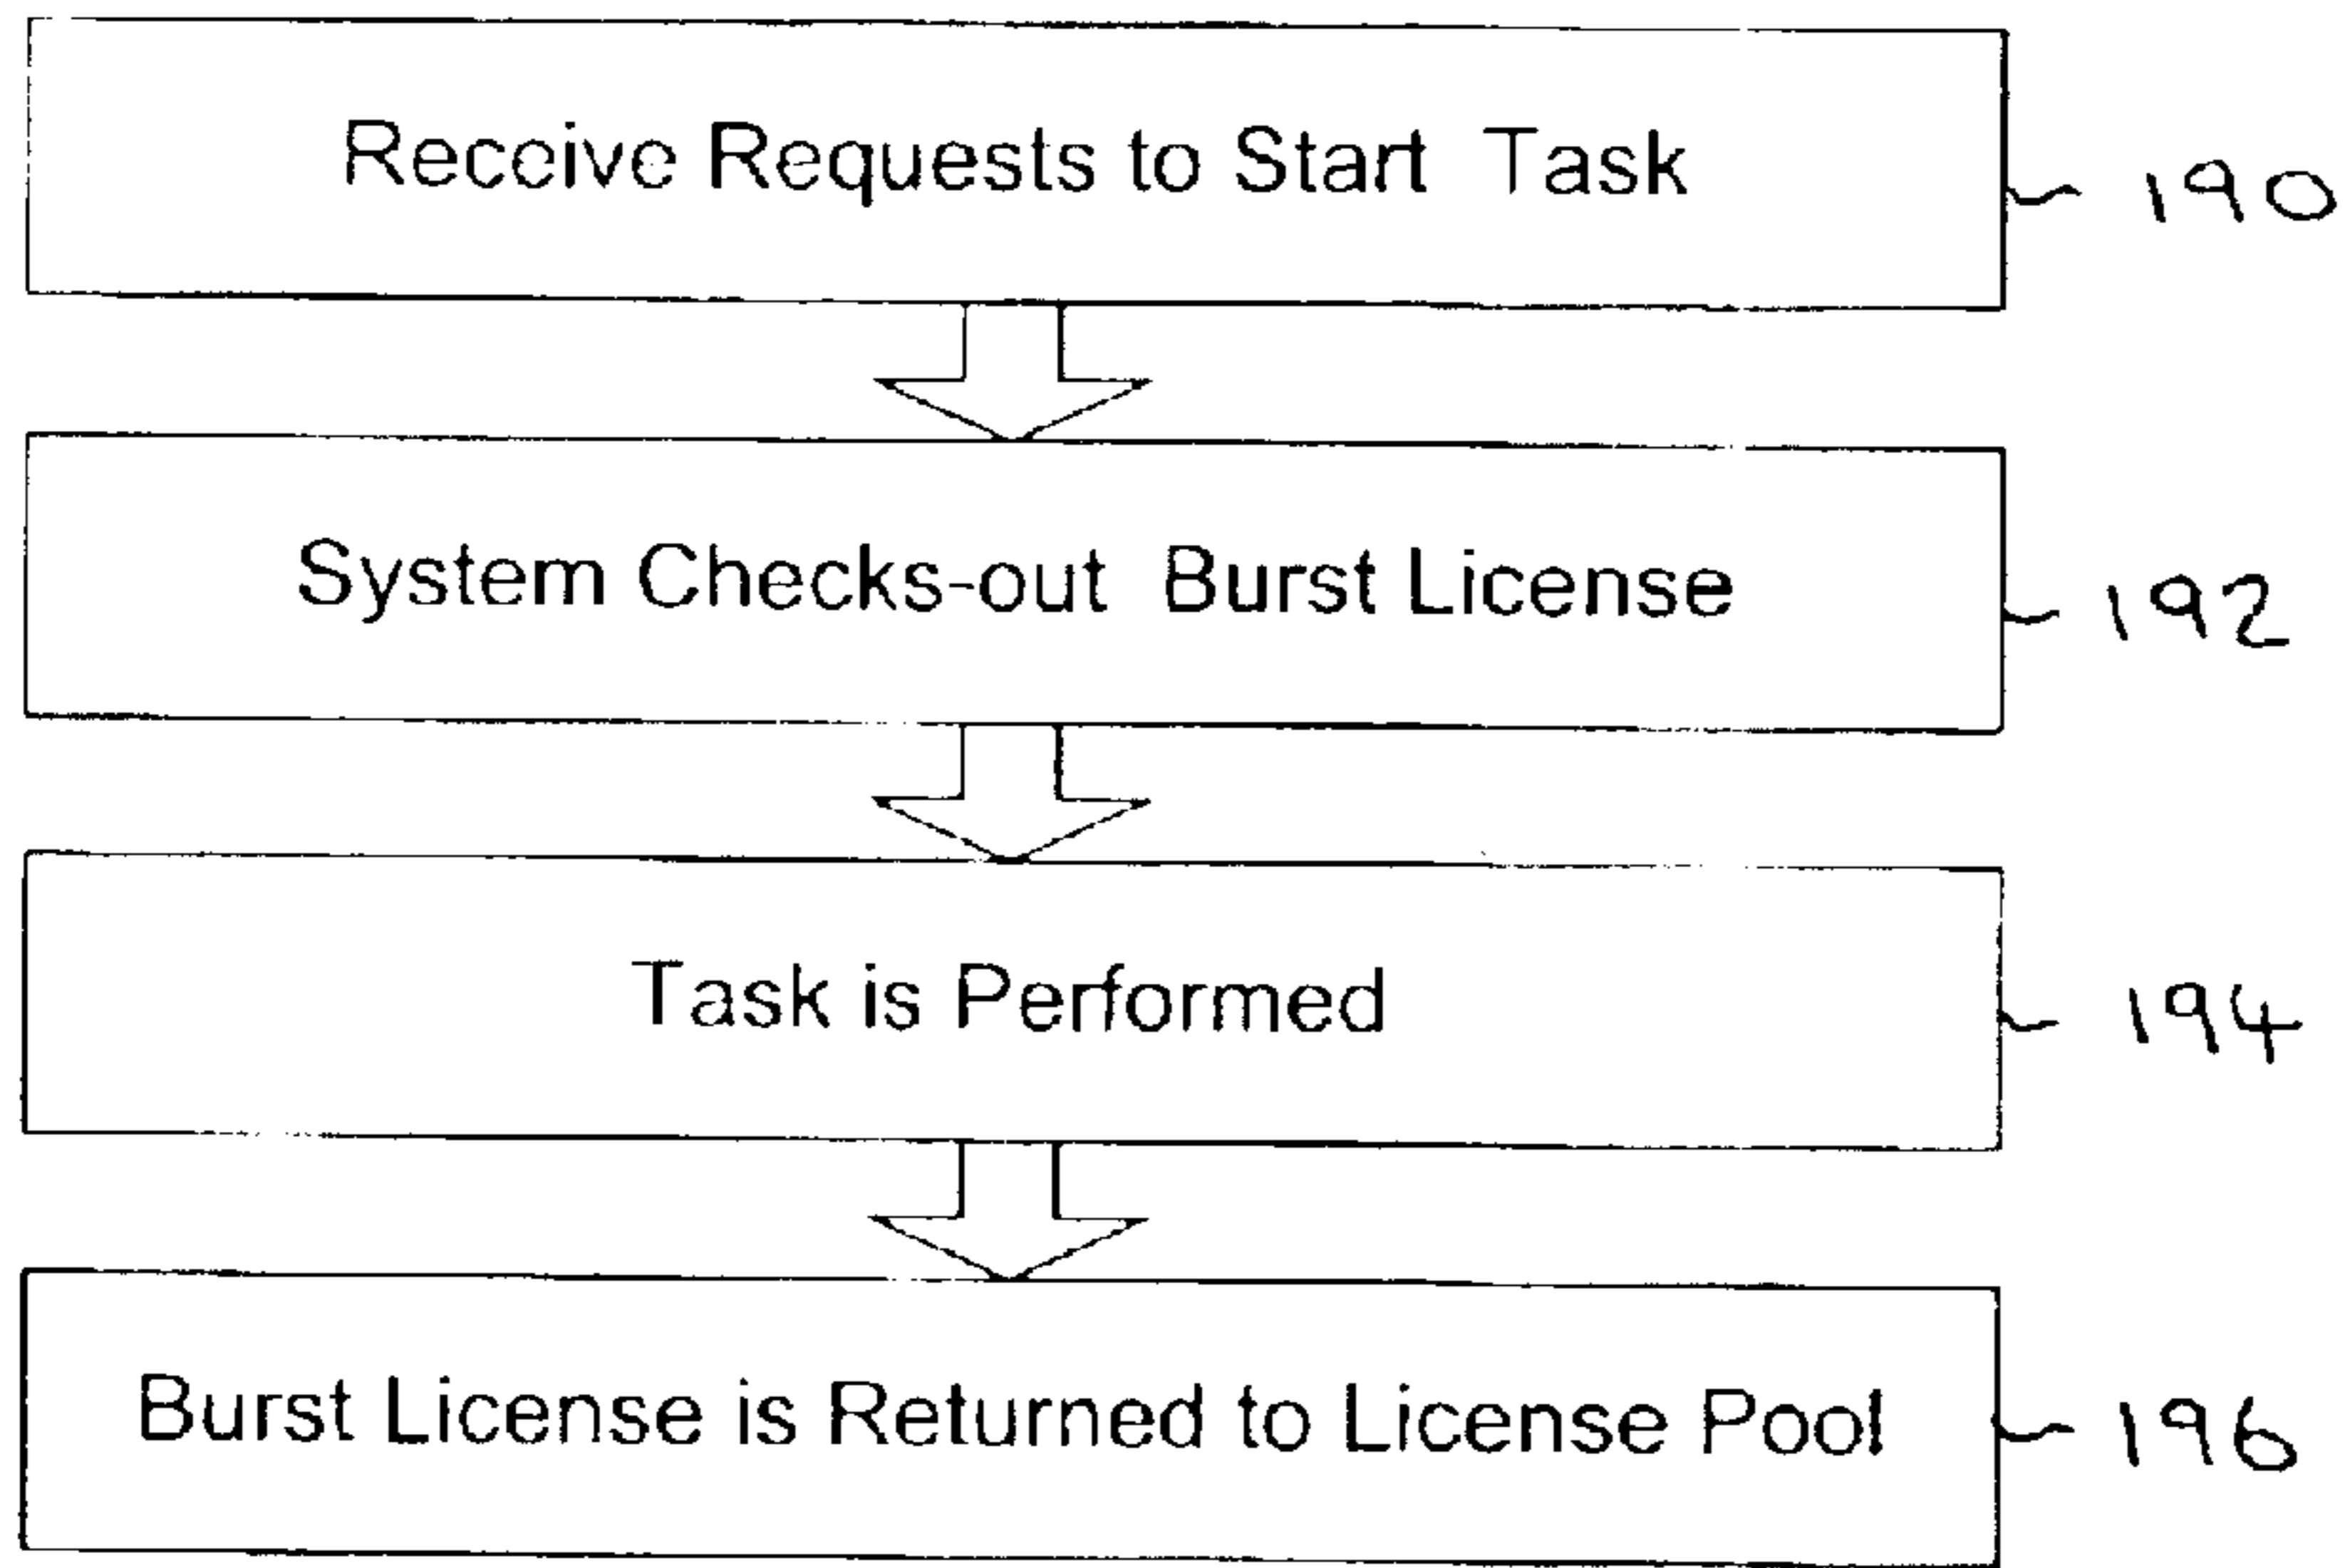 Receive Requests to Start Task
190
System Checks-out Burst License
192
Task is Performed
194
Burst License is Returned to License Pool
196